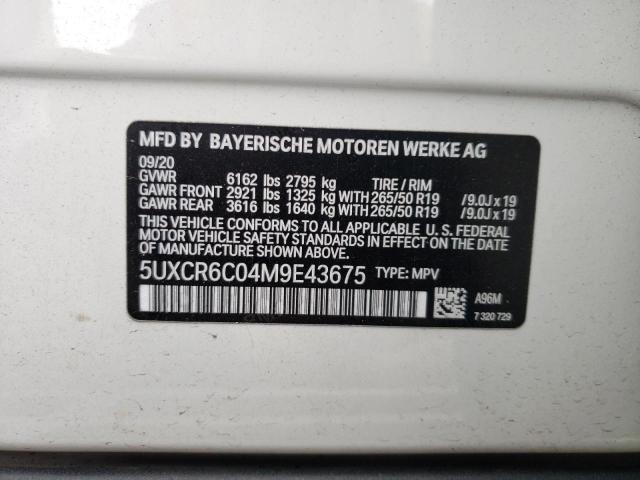 MFD BY BAYERISCHE MOTOREN WERKE AG
09/20
GVWR 6162 lbs 2795 kg TIRE / RIM
GAWR FRONT 2921 lbs 1325 kg WITH 265/50 R19 / 9.0J x 19
GAWR REAR 3616 lbs 1640 kg WITH 265/50 R19 / 9.0J x 19
THIS VEHICLE CONFORMS TO ALL APPLICABLE U. S. FEDERAL
MOTOR VEHICLE SAFETY STANDARDS IN EFFECT ON THE DATE
OF MANUFACTURE SHOWN ABOVE.
5UXCR6C04M9E43675 TYPE: MPV
A96M
7 320 729